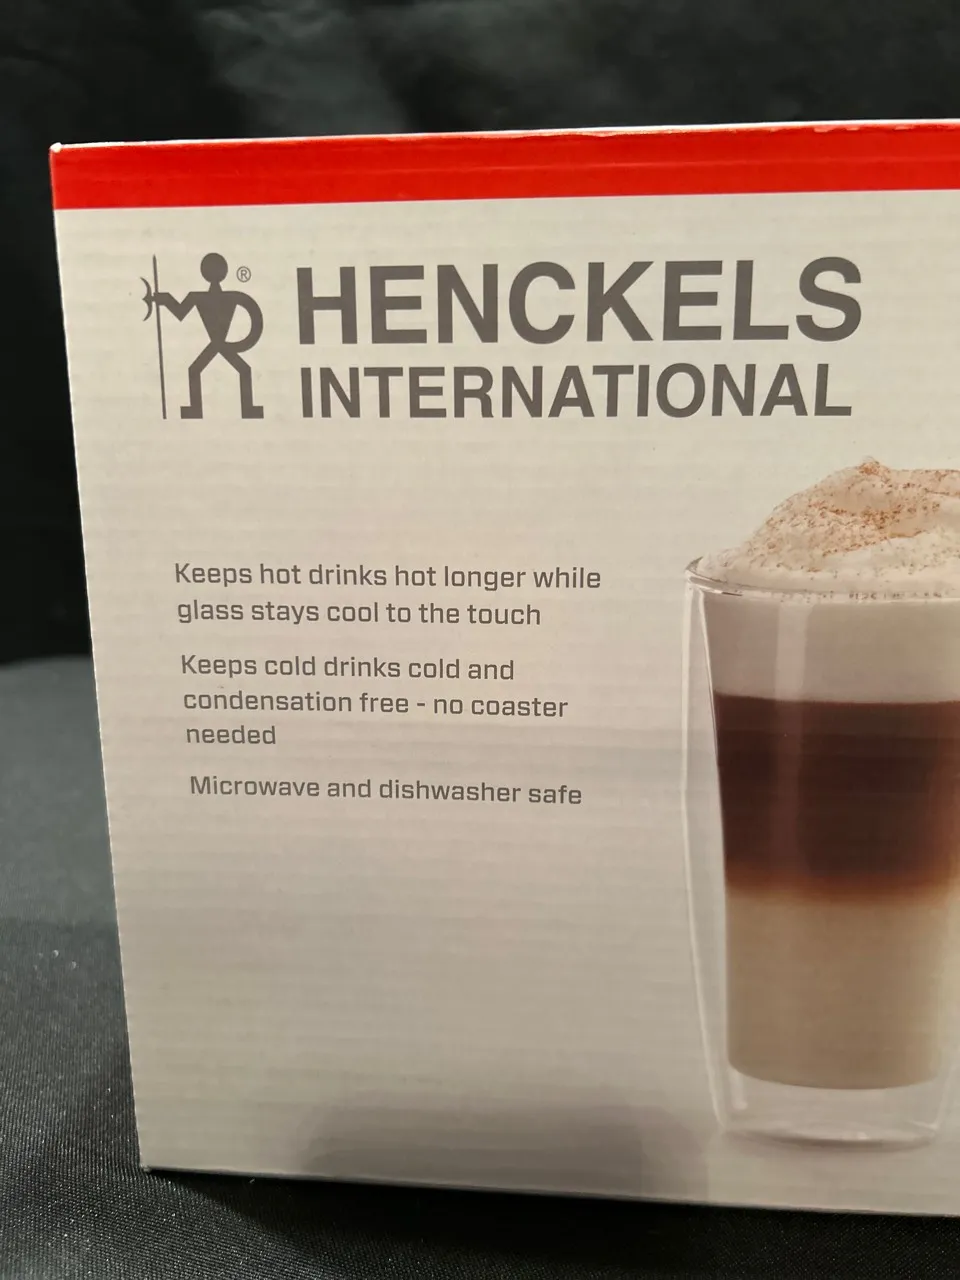 ®
HENCKELS
INTERNATIONAL
Keeps hot drinks hot longer while
glass stays cool to the touch
Keeps cold drinks cold and
condensation free - no coaster
needed
Microwave and dishwasher safe